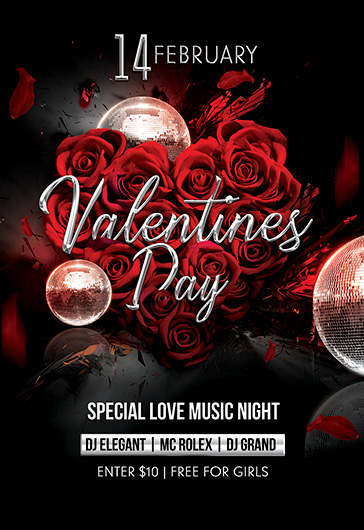 14 FEBRUARY
Valentines
Day
SPECIAL LOVE MUSIC NIGHT
DJ ELEGANT | MC ROLEX | DJ GRAND
ENTER $10 | FREE FOR GIRLS